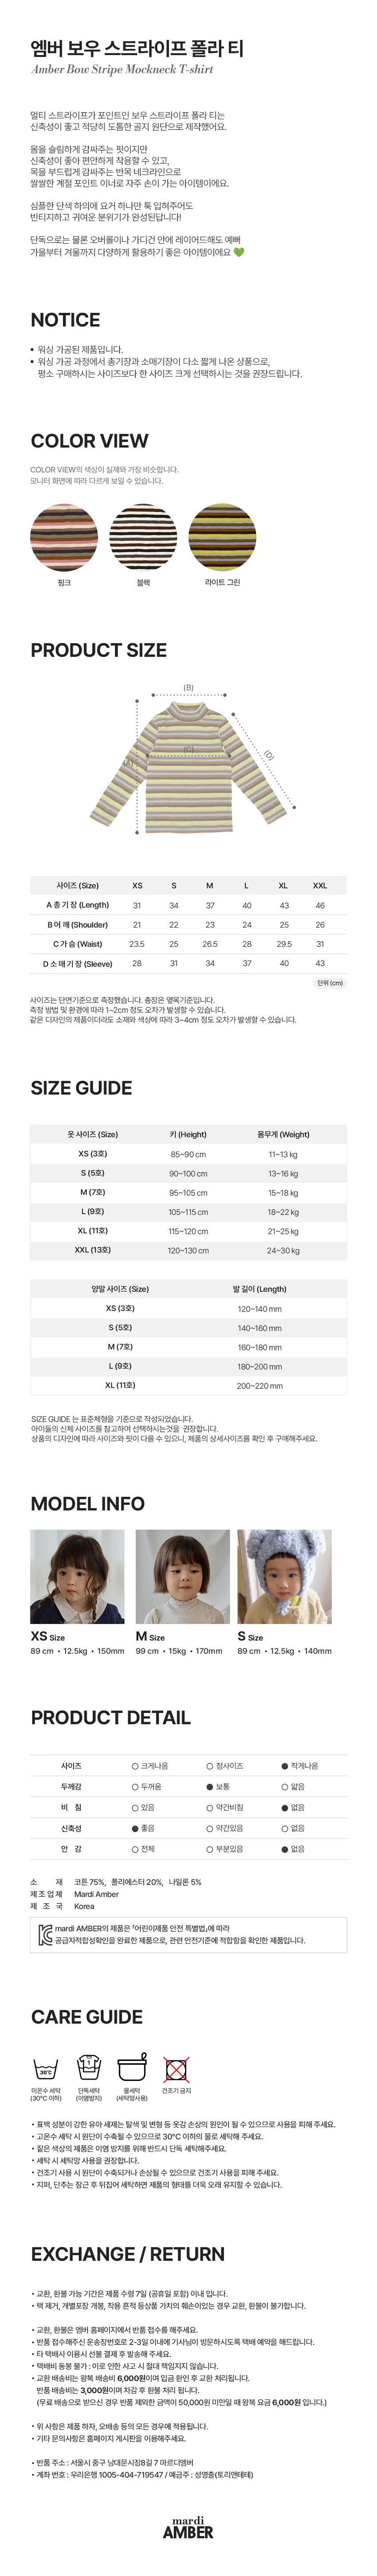 엠버 보우 스트라이프 폴라 티
Amber Bow Stripe Mockneck T-shirt
멀티 스트라이프가 포인트인 보우 스트라이프 폴라 티는
신축성이 좋고 적당히 도톰한 골지 원단으로 제작했어요.
몸을 슬림하게 감싸주는 핏이지만
신축성이 좋아 편안하게 착용할 수 있고,
목을 부드럽게 감싸주는 반목 네크라인으로
쌀쌀한 계절 포인트 이너로 자주 손이 가는 아이템이에요.
심플한 단색 하의에 요거 하나만 툭 입혀주어도
빈티지하고 귀여운 분위기가 완성된답니다!
단독으로는 물론 오버롤이나 가디건 안에 레이어드해도 예뻐
가을부터 겨울까지 다양하게 활용하기 좋은 아이템이에요 💚
NOTICE
• 워싱 가공된 제품입니다.
• 워싱 가공 과정에서 총기장과 소매기장이 다소 짧게 나온 상품으로,
평소 구매하시는 사이즈보다 한 사이즈 크게 선택하시는 것을 권장드립니다.
COLOR VIEW
COLOR VIEW의 색상이 실제와 가장 비슷합니다.
모니터 화면에 따라 다르게 보일 수 있습니다.
핑크 블랙 라이트 그린
PRODUCT SIZE
(B)
(C)
(A)
(D)
사이즈 (Size) XS S M L XL XXL
A 총 기 장 (Length) 31 34 37 40 43 46
B 어 깨 (Shoulder) 21 22 23 24 25 26
C 가 슴 (Waist) 23.5 25 26.5 28 29.5 31
D 소 매 기 장 (Sleeve) 28 31 34 37 40 43
단위 (cm)
사이즈는 단면기준으로 측정했습니다. 총장은 옆목기준입니다.
측정 방법 및 환경에 따라 1~2cm 정도 오차가 발생할 수 있습니다.
같은 디자인의 제품이더라도 소재와 색상에 따라 3~4cm 정도 오차가 발생할 수 있습니다.
SIZE GUIDE
옷 사이즈 (Size) 키 (Height) 몸무게 (Weight)
XS (3호) 85~90 cm 11~13 kg
S (5호) 90~100 cm 13~16 kg
M (7호) 95~105 cm 15~18 kg
L (9호) 105~115 cm 18~22 kg
XL (11호) 115~120 cm 21~25 kg
XXL (13호) 120~130 cm 24~30 kg
양말 사이즈 (Size) 발 길이 (Length)
XS (3호) 120~140 mm
S (5호) 140~160 mm
M (7호) 160~180 mm
L (9호) 180~200 mm
XL (11호) 200~220 mm
SIZE GUIDE 는 표준체형을 기준으로 작성되었습니다.
아이들의 신체 사이즈를 참고하여 선택하시는것을 권장합니다.
상품의 디자인에 따라 사이즈와 핏이 다를 수 있으니, 제품의 상세사이즈를 확인 후 구매해주세요.
MODEL INFO
XS Size M Size S Size
89 cm • 12.5kg • 150mm 99 cm • 15kg • 170mm 89 cm • 12.5kg • 140mm
PRODUCT DETAIL
사이즈 ○ 크게나옴 ○ 정사이즈 ● 작게나옴
두께감 ○ 두꺼움 ● 보통 ○ 얇음
비 침 ○ 있음 ○ 약간비침 ● 없음
신축성 ● 좋음 ○ 약간있음 ○ 없음
안 감 ○ 전체 ○ 부분있음 ● 없음
소 재 코튼 75%, 폴리에스터 20%, 나일론 5%
제 조 업 체 Mardi Amber
제 조 국 Korea
KC mardi AMBER의 제품은 「어린이제품 안전 특별법」에 따라
공급자적합성확인을 완료한 제품으로, 관련 안전기준에 적합함을 확인한 제품입니다.
CARE GUIDE
30℃
미온수 세탁 단독세탁 울세탁 건조기 금지
(30℃ 이하) (이염방지) (세탁망사용)
• 표백 성분이 강한 유아 세제는 탈색 및 변형 등 옷감 손상의 원인이 될 수 있으므로 사용을 피해 주세요.
• 고온수 세탁 시 원단이 수축될 수 있으므로 30℃ 이하의 물로 세탁해 주세요.
• 짙은 색상의 제품은 이염 방지를 위해 반드시 단독 세탁해주세요.
• 세탁 시 세탁망 사용을 권장합니다.
• 건조기 사용 시 원단이 수축되거나 손상될 수 있으므로 건조기 사용을 피해 주세요.
• 지퍼, 단추는 잠근 후 뒤집어 세탁하면 제품의 형태를 더욱 오래 유지할 수 있습니다.
EXCHANGE / RETURN
• 교환, 환불 가능 기간은 제품 수령 7일 (공휴일 포함) 이내 입니다.
• 택 제거, 개별포장 개봉, 착용 흔적 등상품 가치의 훼손이있는 경우 교환, 환불이 불가합니다.
• 교환, 환불은 엠버 홈페이지에서 반품 접수를 해주세요.
• 반품 접수해주신 운송장번호로 2-3일 이내에 기사님이 방문하시도록 택배 예약을 해드립니다.
• 타 택배사 이용시 선불 결제 후 발송해 주세요.
• 택배비 동봉 불가 : 이로 인한 사고 시 절대 책임지지 않습니다.
• 교환 배송비는 왕복 배송비 6,000원이며 입금 확인 후 교환 처리됩니다.
반품 배송비는 3,000원이며 차감 후 환불 처리 됩니다.
(무료 배송으로 받으신 경우 반품 제외한 금액이 50,000원 미만일 때 왕복 요금 6,000원 입니다.)
• 위 사항은 제품 하자, 오배송 등의 모든 경우에 적용됩니다.
• 기타 문의사항은 홈페이지 게시판을 이용해주세요.
• 반품 주소 : 서울시 중구 남대문시장8길 7 마르디엠버
• 계좌 번호 : 우리은행 1005-404-719547 / 예금주 : 성영출(토리앤테테)
mardi
AMBER